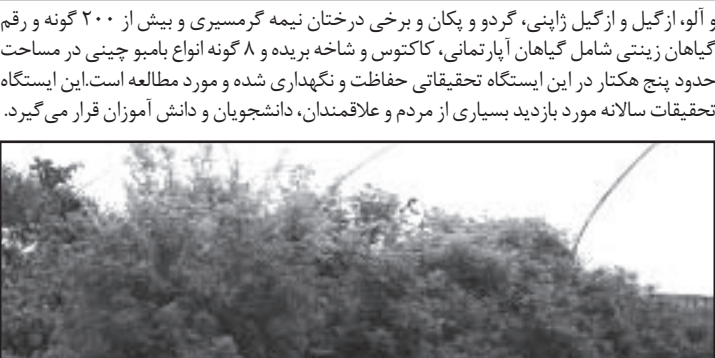 و آلو، ازگیل و ازگیل ژاپنی، گردو و پکان و برخی درختان نیمه گرمسیری و بیش از ۲۰۰ گونه و رقم
گیاهان زینتی شامل گیاهان آپارتمانی، کاکتوس و شاخه بریده و ۸ گونه انواع بامبو چینی در مساحت
حدود پنج هکتار در این ایستگاه تحقیقاتی حفاظت و نگهداری شده و مورد مطالعه است.این ایستگاه
تحقیقات سالانه مورد بازدید بسیاری از مردم و علاقمندان، دانشجویان و دانش آموزان قرار می‌گیرد.